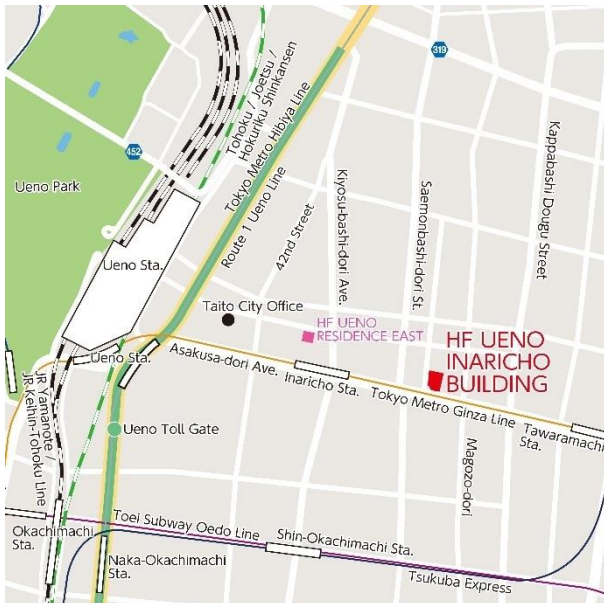 319
Tohoku / Joetsu /
Hokuriku Shinkansen
452
Tokyo Metro Hibiya Line
Route 1 Ueno Line
Kappabashi Dougu Street
Ueno Park
42nd Street
Kiyosu-bashi-dori Ave.
Saemonbashi-dori St.
Ueno Sta.
Taito City Office
HF UENO
RESIDENCE EAST
HF UENO
INARICHO
BUILDING
Ueno Sta.
Asakusa-dori Ave.
Inaricho Sta.
Tokyo Metro Ginza Line
Tawaramachi
Sta.
JR Yamanote /
JR Keihin-Tohoku Line
Ueno Toll Gate
Magozo-dori
Okachimachi
Sta.
Toei Subway Oedo Line
Shin-Okachimachi Sta.
Naka-Okachimachi
Sta.
Tsukuba Express